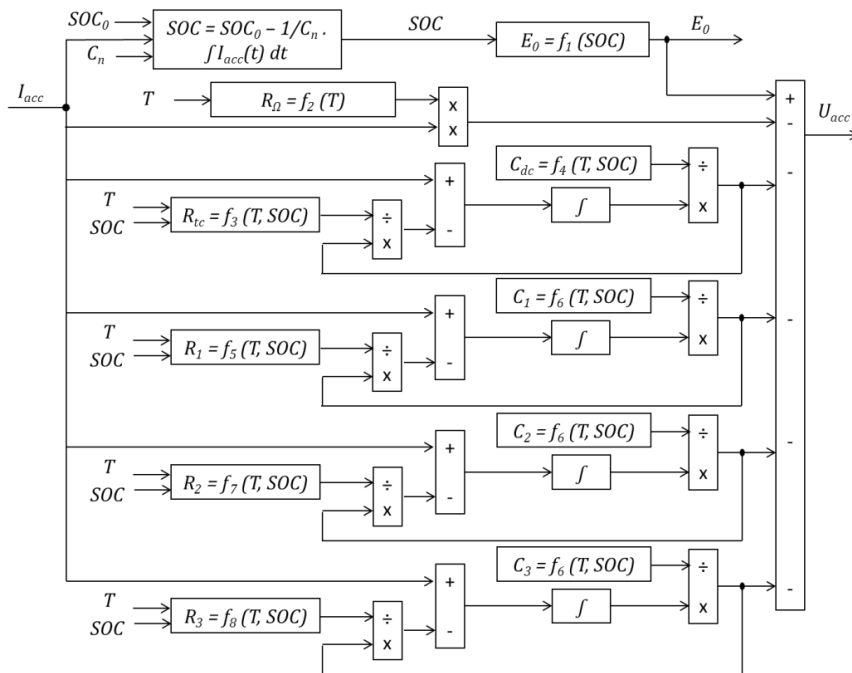 SOC₀
SOC = SOC₀ – 1/Cₙ .
∫ I_acc(t) dt
Cₙ
SOC
E₀ = f₁ (SOC)
E₀
I_acc
T
R_Ω = f₂ (T)
x
x
+
-
-
-
-
-
U_acc
+
-
C_dc = f₄ (T, SOC)
÷
x
∫
T
SOC
R_tc = f₃ (T, SOC)
÷
x
+
-
C₁ = f₆ (T, SOC)
÷
x
∫
T
SOC
R₁ = f₅ (T, SOC)
÷
x
+
-
C₂ = f₆ (T, SOC)
÷
x
∫
T
SOC
R₂ = f₇ (T, SOC)
÷
x
+
-
C₃ = f₆ (T, SOC)
÷
x
∫
T
SOC
R₃ = f₈ (T, SOC)
÷
x